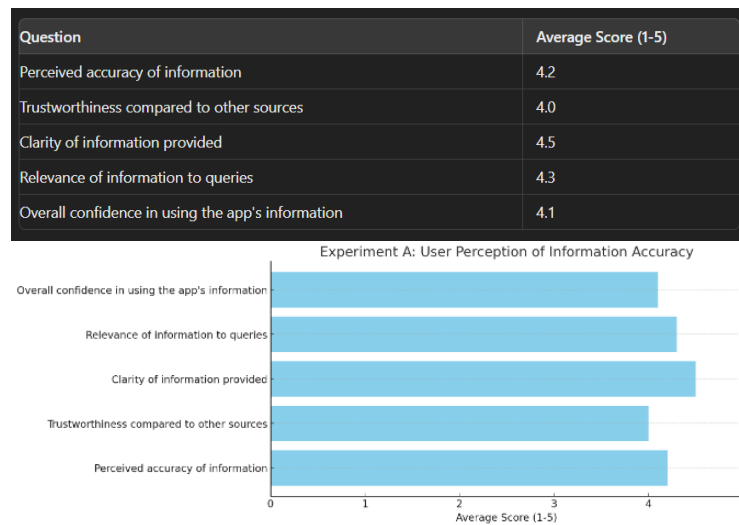 Question Average Score (1-5)
Perceived accuracy of information 4.2
Trustworthiness compared to other sources 4.0
Clarity of information provided 4.5
Relevance of information to queries 4.3
Overall confidence in using the app's information 4.1
Experiment A: User Perception of Information Accuracy
Overall confidence in using the app's information
Relevance of information to queries
Clarity of information provided
Trustworthiness compared to other sources
Perceived accuracy of information
0 1 2 3 4
Average Score (1-5)